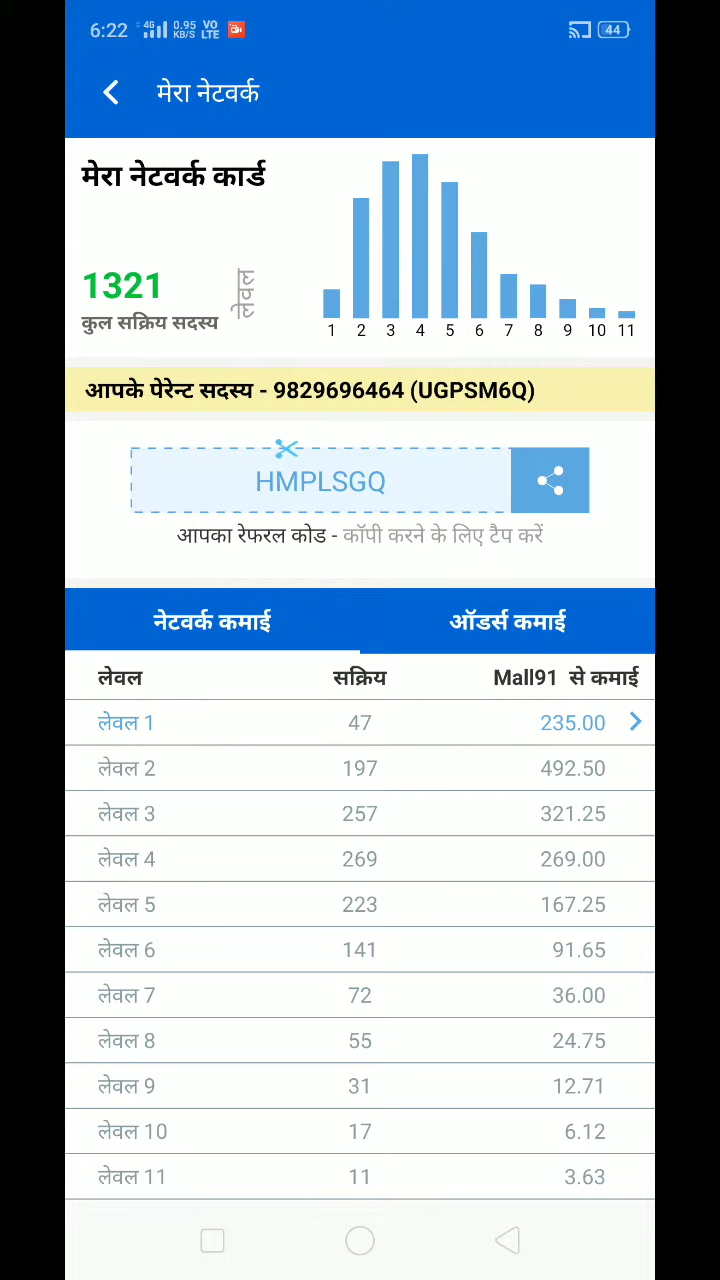 6:22 4G 0.95 KB/S VO LTE 44
मेरा नेटवर्क
मेरा नेटवर्क कार्ड
1321
कुल सक्रिय सदस्य
लेवल
1 2 3 4 5 6 7 8 9 10 11
आपके पेरेन्ट सदस्य - 9829696464 (UGPSM6Q)
HMPLSGQ
आपका रेफरल कोड - कॉपी करने के लिए टैप करें
नेटवर्क कमाई ऑडर्स कमाई
लेवल सक्रिय Mall91 से कमाई
लेवल 1 47 235.00
लेवल 2 197 492.50
लेवल 3 257 321.25
लेवल 4 269 269.00
लेवल 5 223 167.25
लेवल 6 141 91.65
लेवल 7 72 36.00
लेवल 8 55 24.75
लेवल 9 31 12.71
लेवल 10 17 6.12
लेवल 11 11 3.63